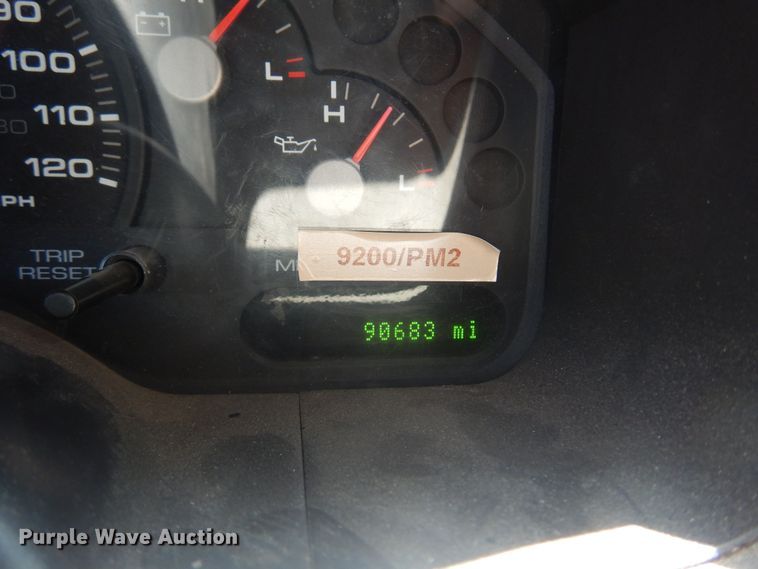 90
100
110
120
PH
L
H
L
TRIP
RESET
9200/PM2
90683 mi
Purple Wave Auction